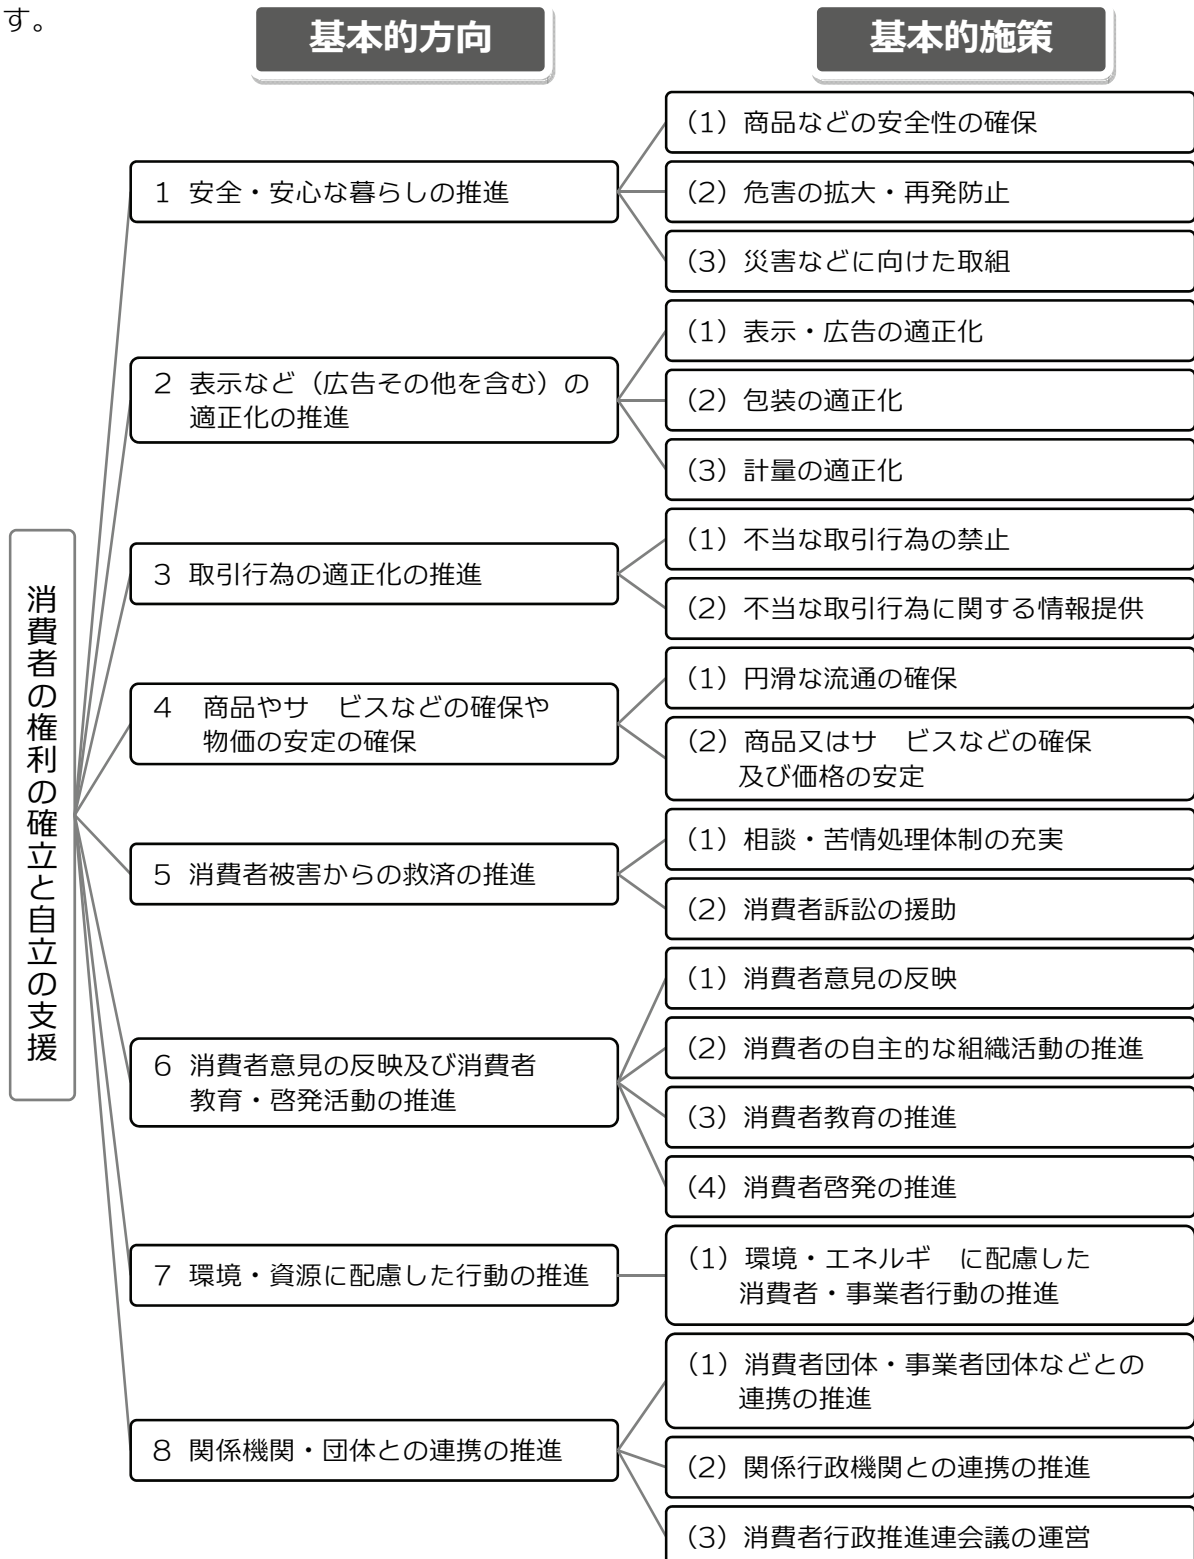 す。
基本的方向
基本的施策
消費者の権利の確立と自立の支援
1 安全・安心な暮らしの推進
(1) 商品などの安全性の確保
(2) 危害の拡大・再発防止
(3) 災害などに向けた取組
2 表示など（広告その他を含む）の
適正化の推進
(1) 表示・広告の適正化
(2) 包装の適正化
(3) 計量の適正化
3 取引行為の適正化の推進
(1) 不当な取引行為の禁止
(2) 不当な取引行為に関する情報提供
4 商品やサ ビスなどの確保や
物価の安定の確保
(1) 円滑な流通の確保
(2) 商品又はサ ビスなどの確保
及び価格の安定
5 消費者被害からの救済の推進
(1) 相談・苦情処理体制の充実
(2) 消費者訴訟の援助
6 消費者意見の反映及び消費者
教育・啓発活動の推進
(1) 消費者意見の反映
(2) 消費者の自主的な組織活動の推進
(3) 消費者教育の推進
(4) 消費者啓発の推進
7 環境・資源に配慮した行動の推進
(1) 環境・エネルギ に配慮した
消費者・事業者行動の推進
8 関係機関・団体との連携の推進
(1) 消費者団体・事業者団体などとの
連携の推進
(2) 関係行政機関との連携の推進
(3) 消費者行政推進連会議の運営